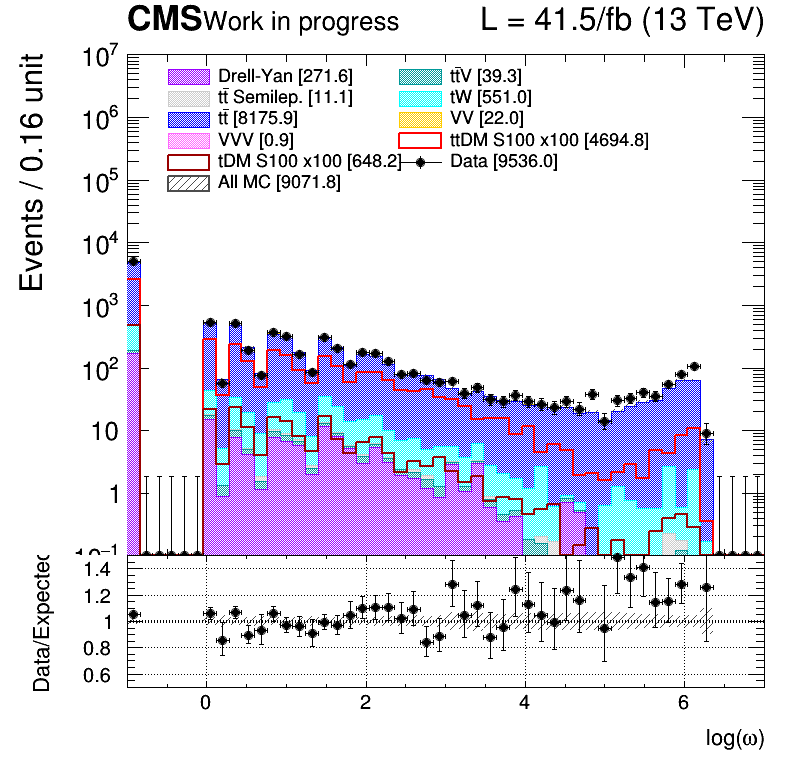 CMS Work in progress L = 41.5/fb (13 TeV)
Events / 0.16 unit
10⁷
10⁶
10⁵
10⁴
10³
10²
10
1
10⁻¹
Drell-Yan [271.6] tt̄V [39.3]
tt̄ Semilep. [11.1] tW [551.0]
tt̄ [8175.9] VV [22.0]
VVV [0.9] ttDM S100 x100 [4694.8]
tDM S100 x100 [648.2] Data [9536.0]
All MC [9071.8]
Data/Expected
1.4
1.2
1
0.8
0.6
0 2 4 6
log(ω)